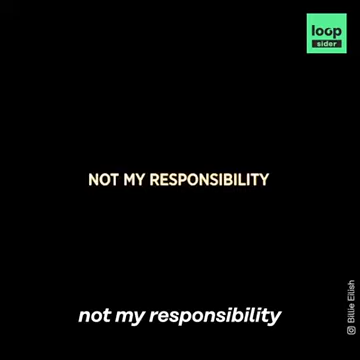 loop
sider
NOT MY RESPONSIBILITY
not my responsibility
Billie Eilish